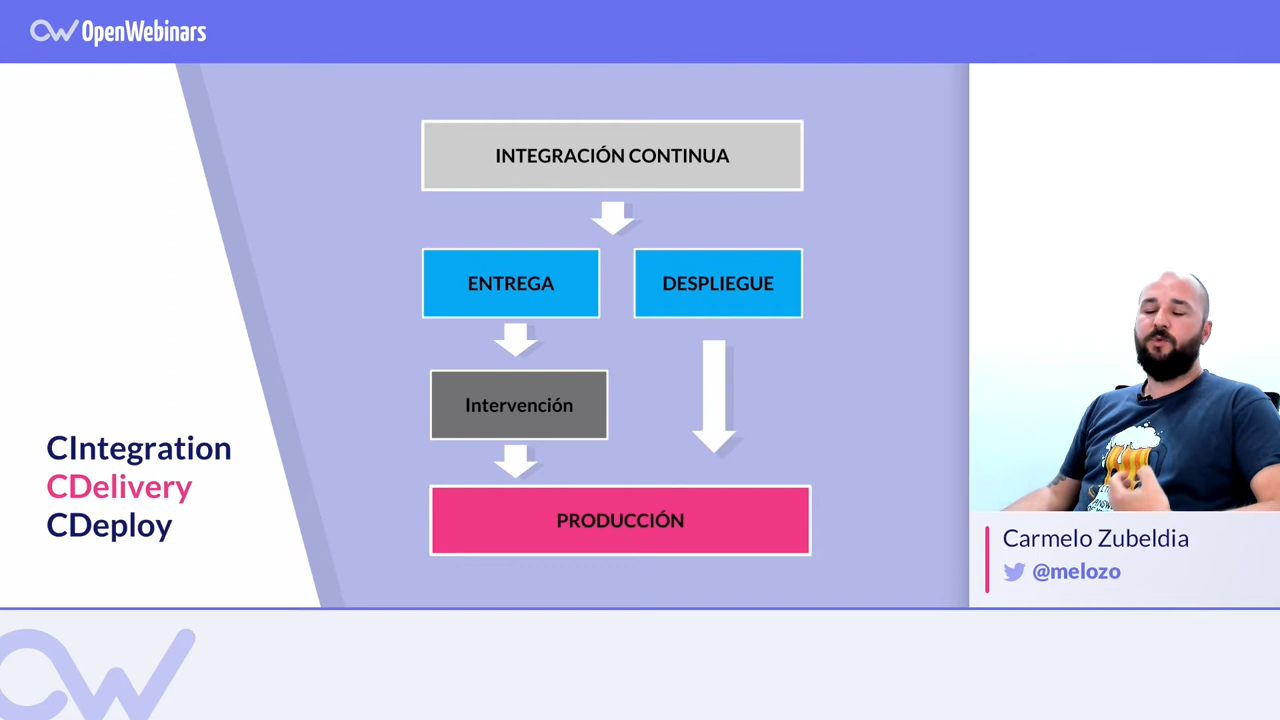 OpenWebinars
INTEGRACIÓN CONTINUA
ENTREGA
DESPLIEGUE
Intervención
PRODUCCIÓN
CIntegration
CDelivery
CDeploy
Carmelo Zubeldia
@melozo